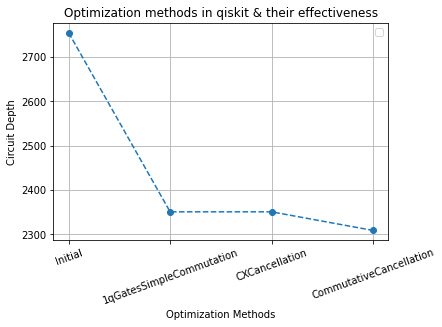 Optimization methods in qiskit & their effectiveness
2700
2600
2500
2400
2300
Circuit Depth
Initial
1qGatesSimpleCommutation
CXCancellation
CommutativeCancellation
Optimization Methods